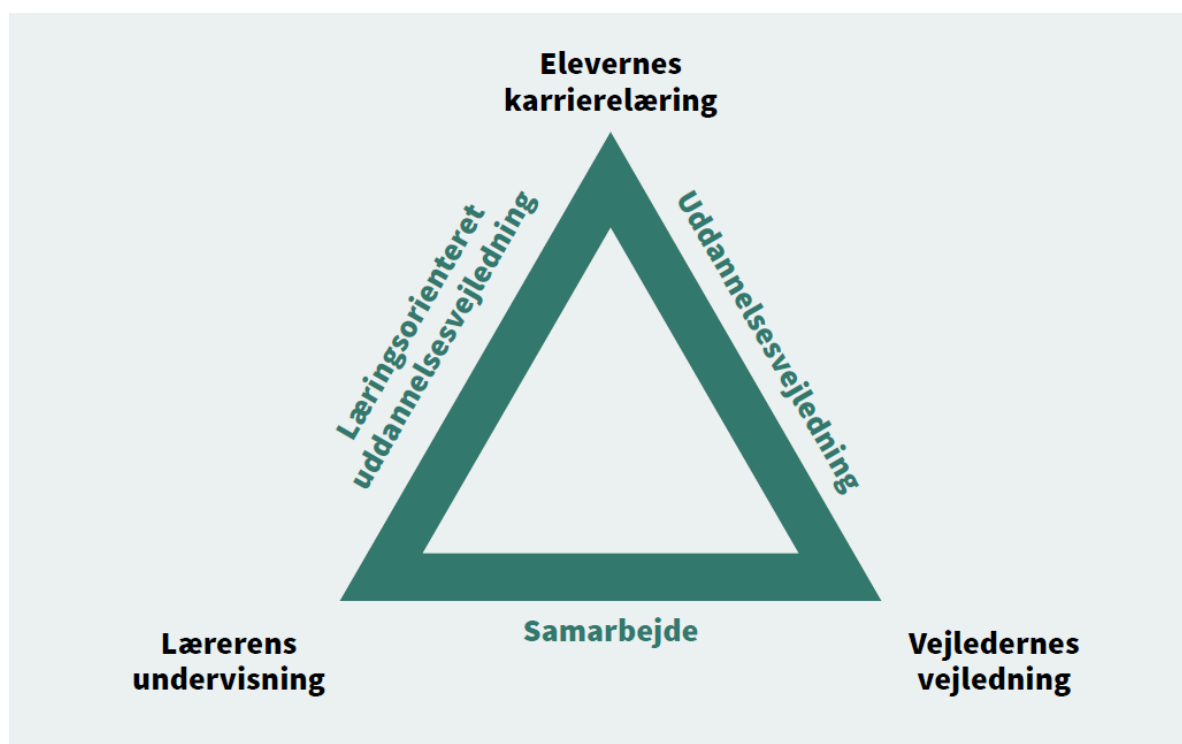 Elevernes
karrierelæring
Læringsorienteret
uddannelsesvejledning
Uddannelsesvejledning
Samarbejde
Lærerens
undervisning
Vejledernes
vejledning